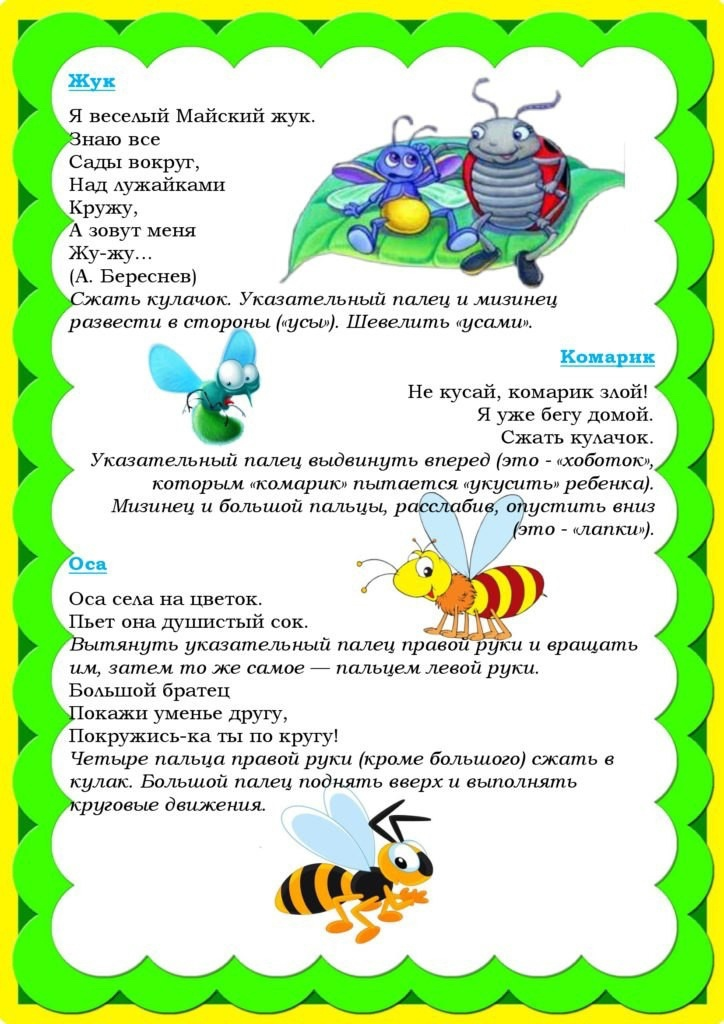 Жук
Я веселый Майский жук.
Знаю все
Сады вокруг,
Над лужайками
Кружу,
А зовут меня
Жу-жу...
(А. Береснев)
Сжать кулачок. Указательный палец и мизинец
развести в стороны («усы»). Шевелить «усами».
Комарик
Не кусай, комарик злой!
Я уже бегу домой.
Сжать кулачок.
Указательный палец выдвинуть вперед (это - «хоботок»,
которым «комарик» пытается «укусить» ребенка).
Мизинец и большой пальцы, расслабив, опустить вниз
(это - «лапки»).
Оса
Оса села на цветок.
Пьет она душистый сок.
Вытянуть указательный палец правой руки и вращать
им, затем то же самое — пальцем левой руки.
Большой братец
Покажи уменье другу,
Покружись-ка ты по кругу!
Четыре пальца правой руки (кроме большого) сжать в
кулак. Большой палец поднять вверх и выполнять
круговые движения.